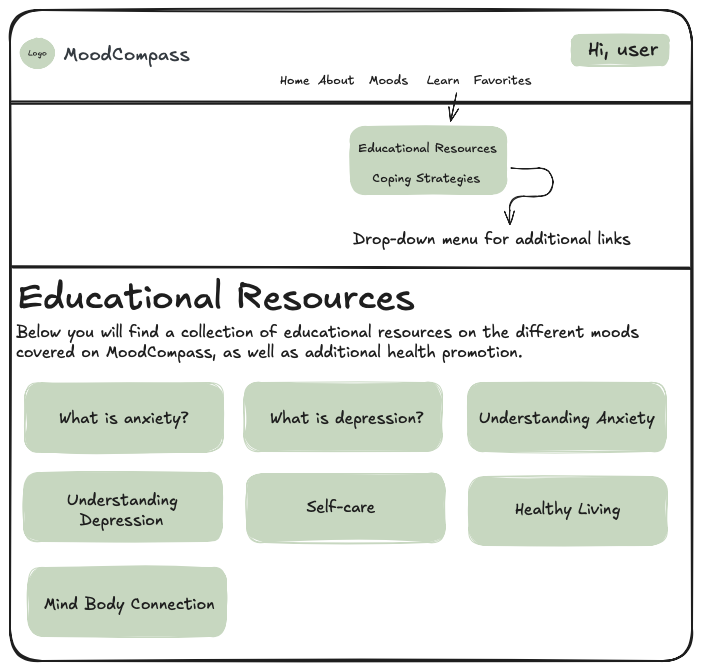 Logo
MoodCompass
Hi, user
Home About Moods Learn Favorites
Educational Resources
Coping Strategies
Drop-down menu for additional links
Educational Resources
Below you will find a collection of educational resources on the different moods
covered on MoodCompass, as well as additional health promotion.
What is anxiety?
What is depression?
Understanding Anxiety
Understanding
Depression
Self-care
Healthy Living
Mind Body Connection